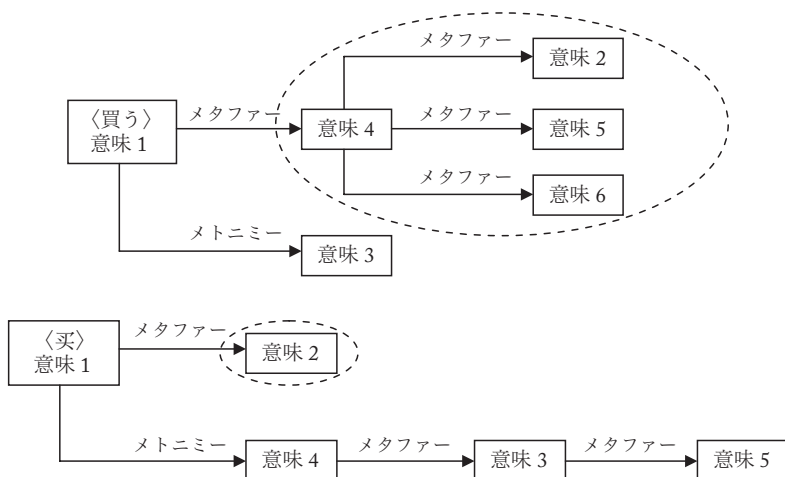 メタファー
意味 2
〈買う〉
意味 1
メタファー
意味 4
メタファー
意味 5
メタファー
意味 6
メトニミー
意味 3
〈买〉
意味 1
メタファー
意味 2
メトニミー
意味 4
メタファー
意味 3
メタファー
意味 5